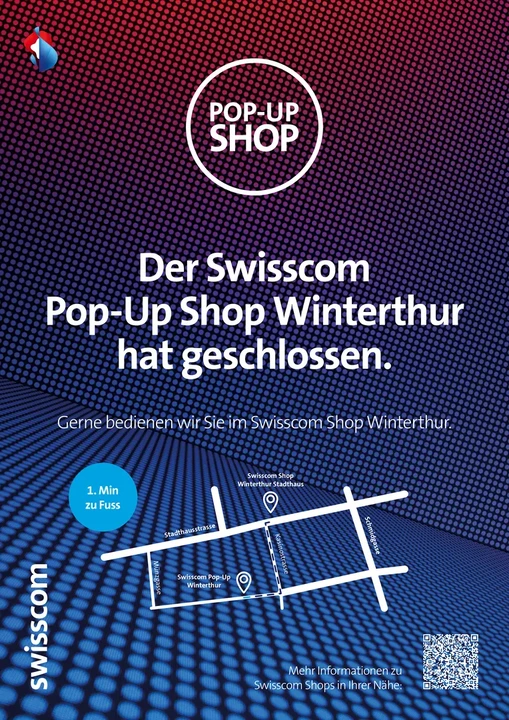 POP-UP
SHOP
Der Swisscom
Pop-Up Shop Winterthur
hat geschlossen.
Gerne bedienen wir Sie im Swisscom Shop Winterthur.
1. Min
zu Fuss
Swisscom Shop
Winterthur Stadthaus
Stadthausstrasse
Schmidgasse
Kasinostrasse
Münzgasse
Swisscom Pop-Up
Winterthur
swisscom
Mehr Informationen zu
Swisscom Shops in Ihrer Nähe: